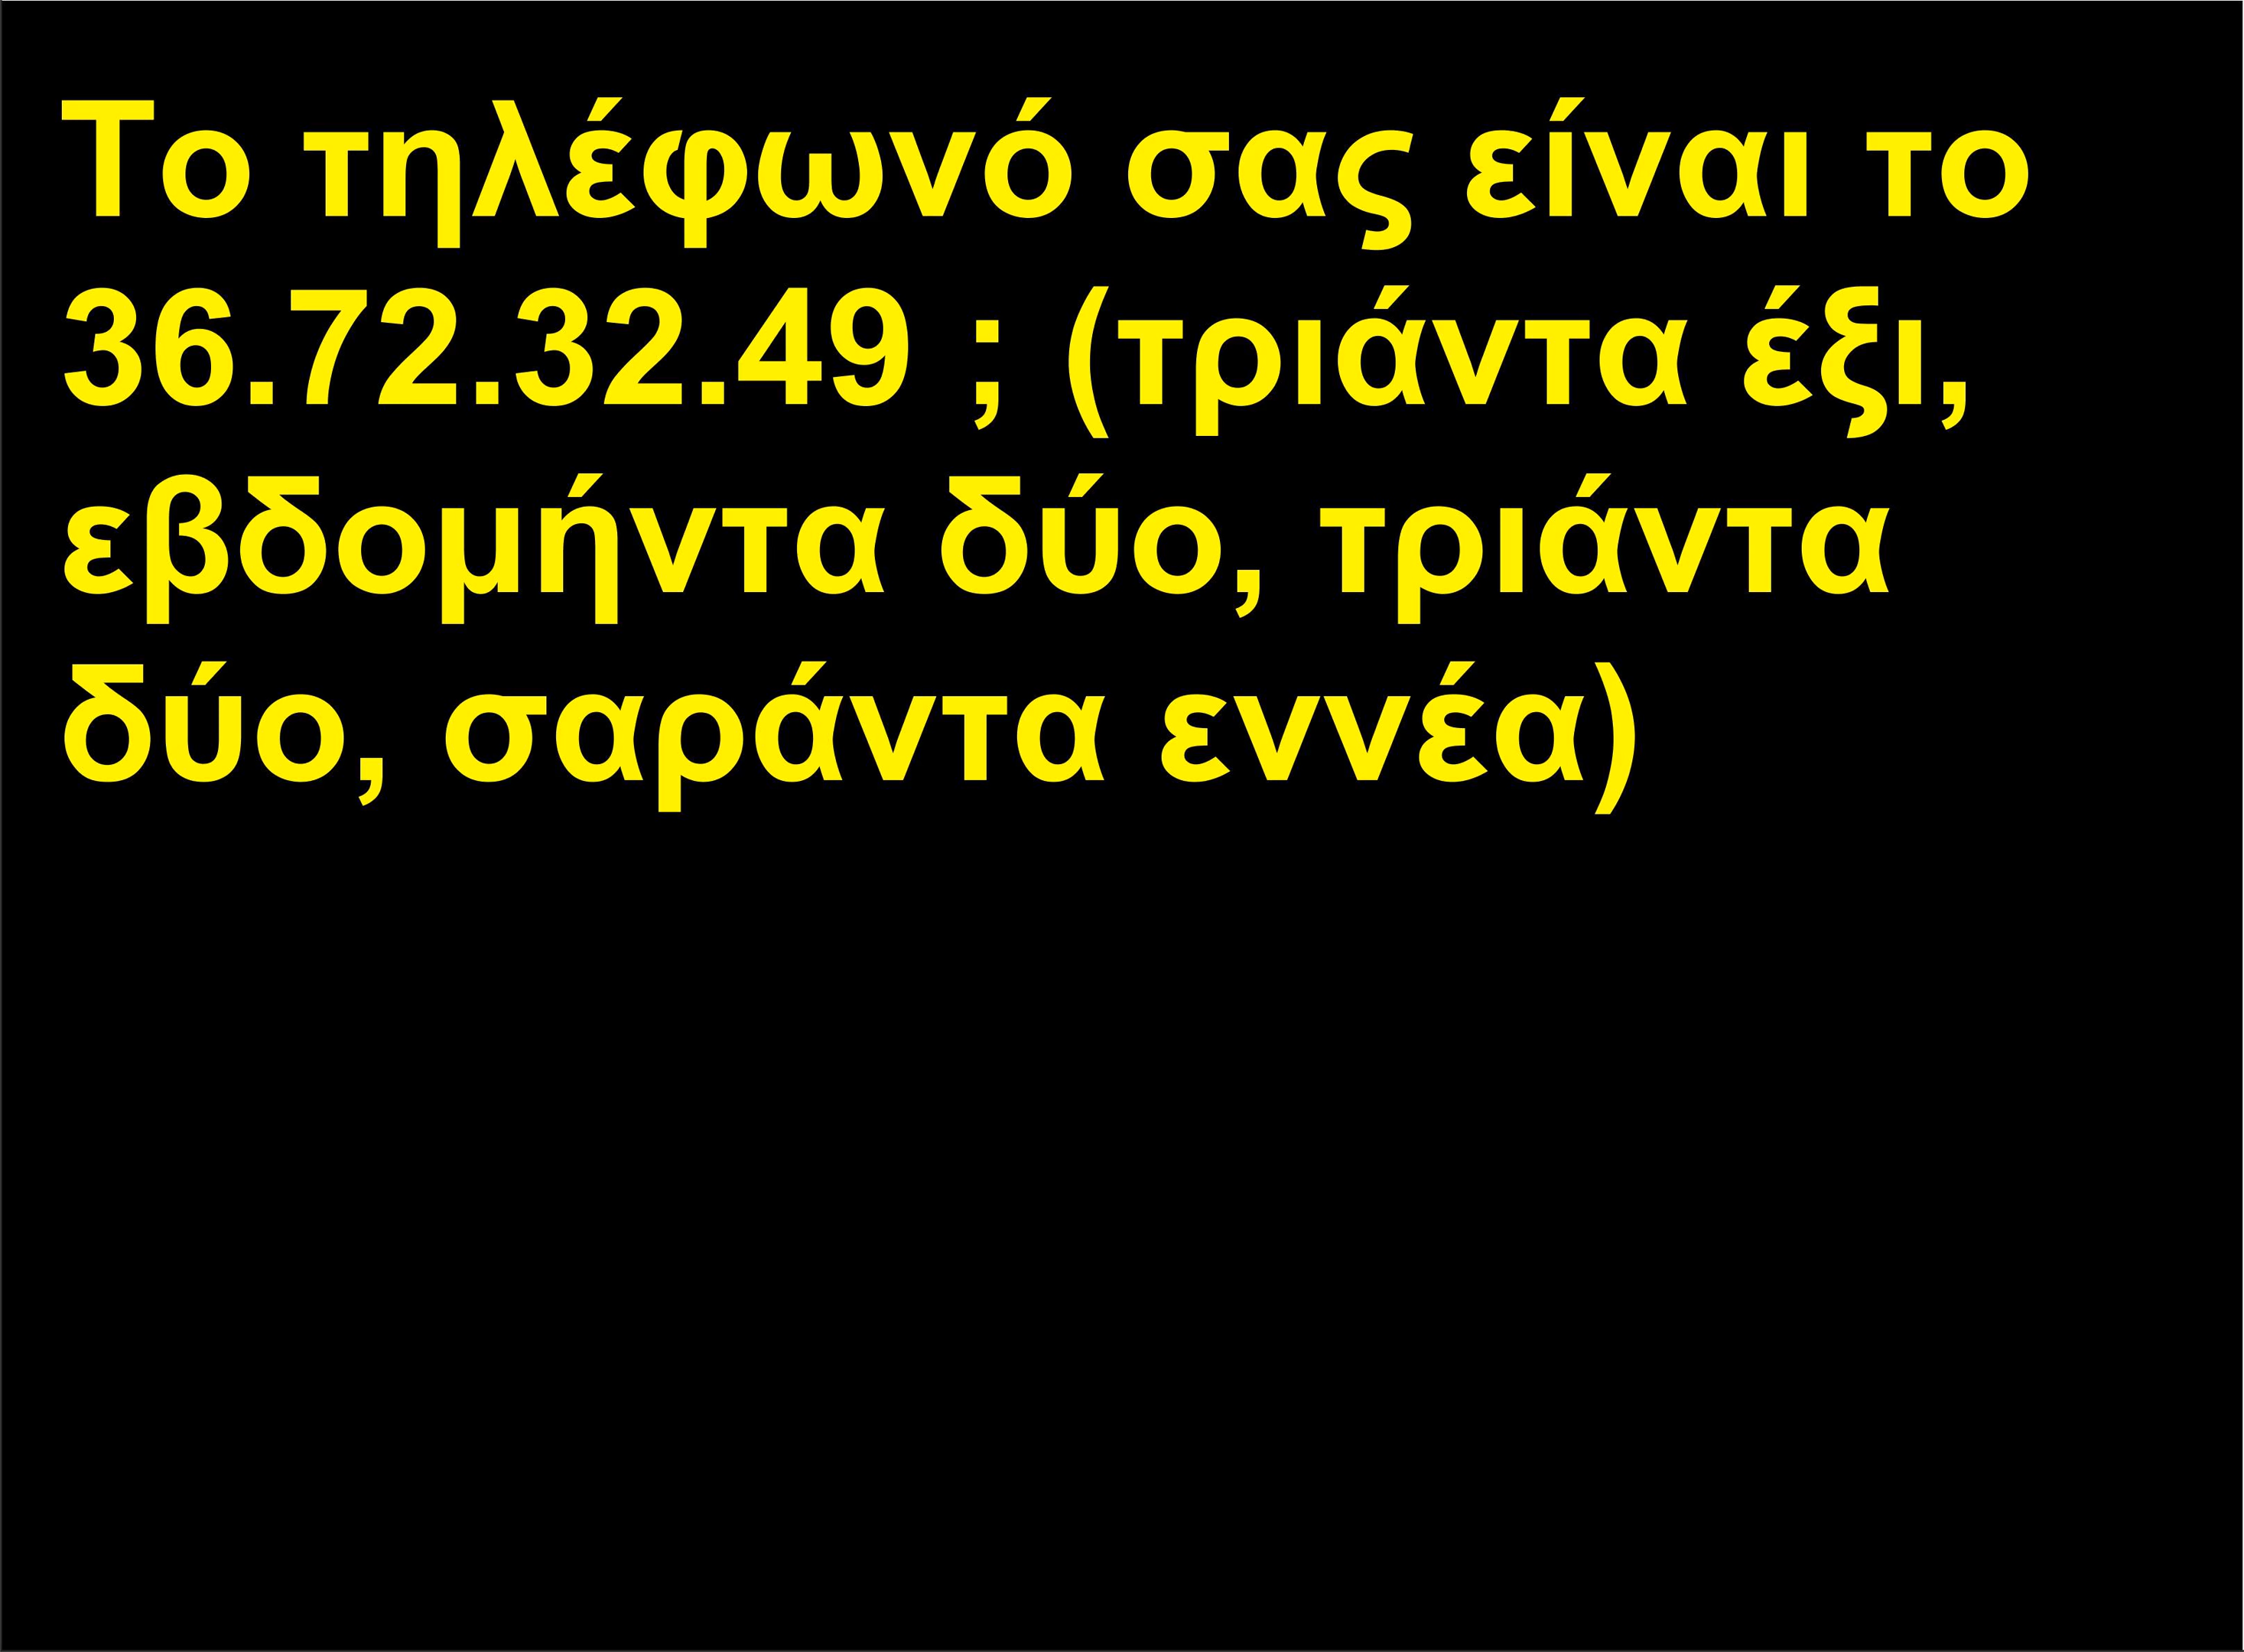 Το τηλέφωνό σας είναι το
36.72.32.49 ; (τριάντα έξι,
εβδομήντα δύο, τριάντα
δύο, σαράντα εννέα)